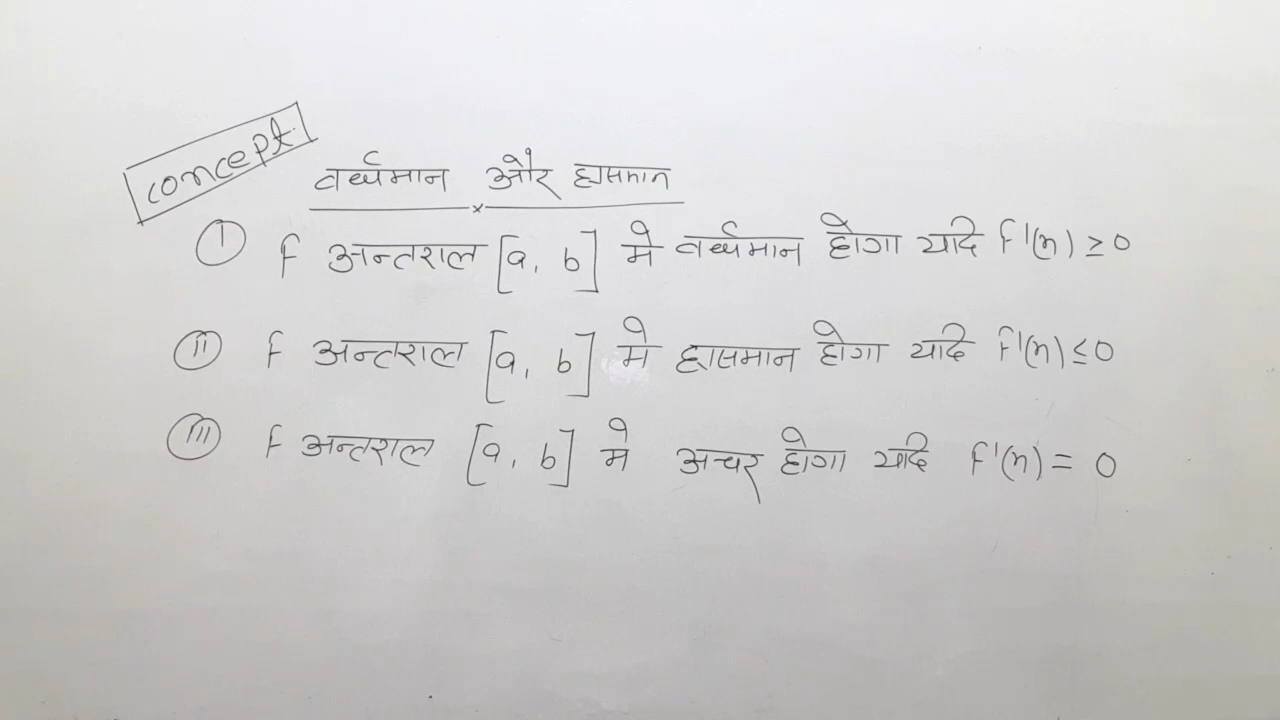 concept
वर्धमान और ह्रासमान
I f अन्तराल [a, b] मे वर्धमान होगा यदि f'(n) ≥ 0
II f अन्तराल [a, b] मे ह्रासमान होगा यदि f'(n) ≤ 0
III f अन्तराल [a, b] मे अचर होगा यदि f'(n) = 0